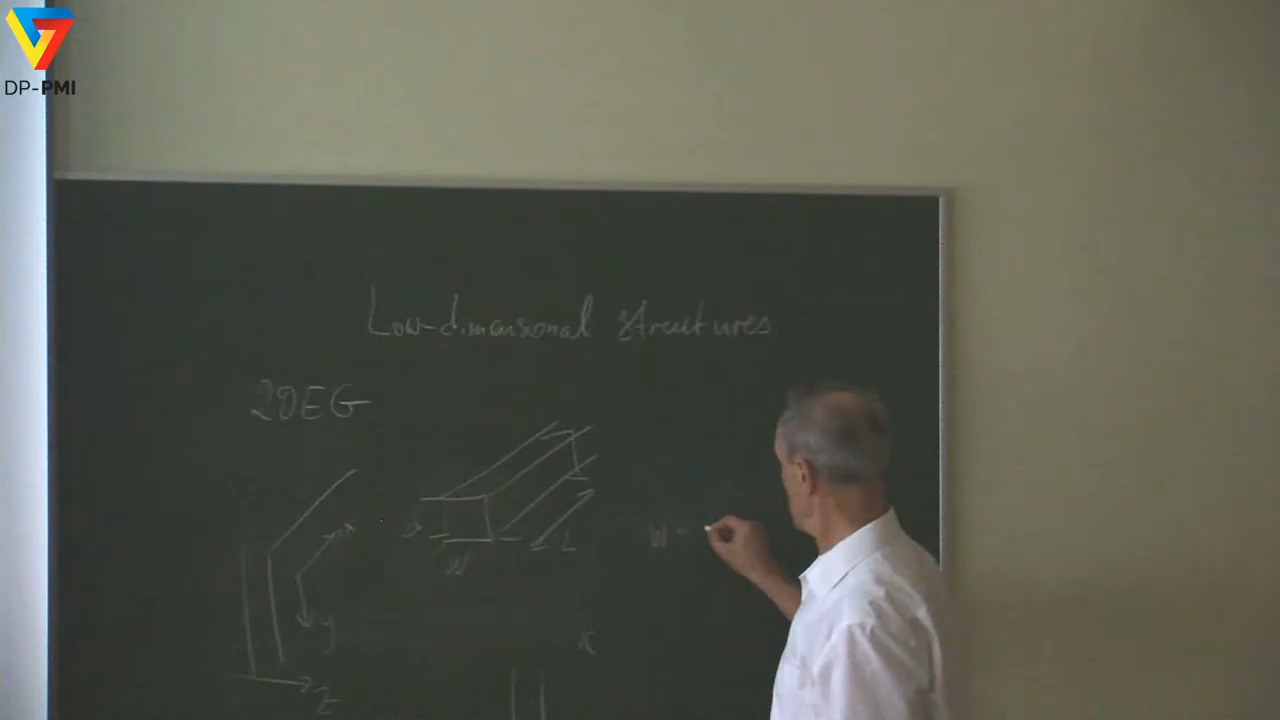 DP-PMI
Low-dimensional structures
2DEG
d
W
L
W -
x
y
z